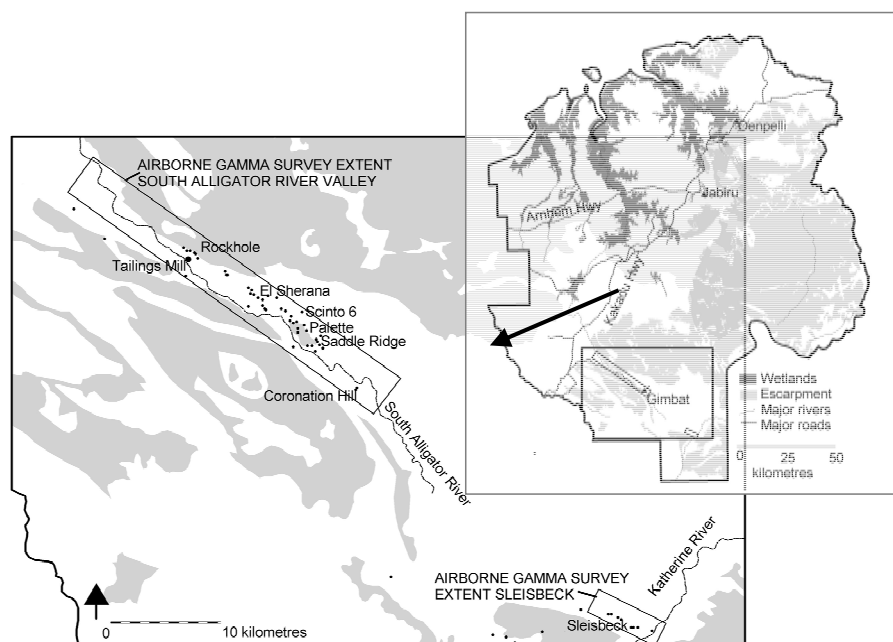 AIRBORNE GAMMA SURVEY EXTENT
SOUTH ALLIGATOR RIVER VALLEY
Rockhole
Tailings Mill
El Sherana
Scinto 6
Palette
Saddle Ridge
Coronation Hill
South Alligator River
Oenpelli
Jabiru
Arnhem Hwy
Kakadu Hwy
Gimbat
Wetlands
Escarpment
Major rivers
Major roads
0 25 50
kilometres
Katherine River
AIRBORNE GAMMA SURVEY
EXTENT SLEISBECK
Sleisbeck
0 10 kilometres